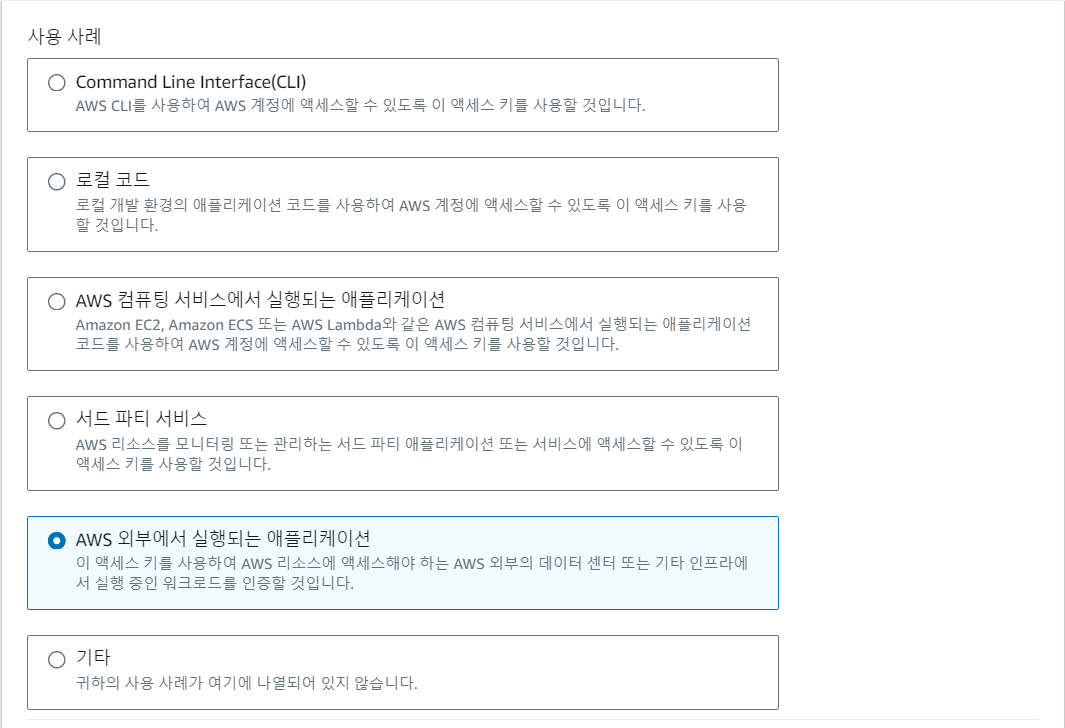 사용 사례
Command Line Interface(CLI)
AWS CLI를 사용하여 AWS 계정에 액세스할 수 있도록 이 액세스 키를 사용할 것입니다.
로컬 코드
로컬 개발 환경의 애플리케이션 코드를 사용하여 AWS 계정에 액세스할 수 있도록 이 액세스 키를 사용
할 것입니다.
AWS 컴퓨팅 서비스에서 실행되는 애플리케이션
Amazon EC2, Amazon ECS 또는 AWS Lambda와 같은 AWS 컴퓨팅 서비스에서 실행되는 애플리케이션
코드를 사용하여 AWS 계정에 액세스할 수 있도록 이 액세스 키를 사용할 것입니다.
서드 파티 서비스
AWS 리소스를 모니터링 또는 관리하는 서드 파티 애플리케이션 또는 서비스에 액세스할 수 있도록 이
액세스 키를 사용할 것입니다.
AWS 외부에서 실행되는 애플리케이션
이 액세스 키를 사용하여 AWS 리소스에 액세스해야 하는 AWS 외부의 데이터 센터 또는 기타 인프라에
서 실행 중인 워크로드를 인증할 것입니다.
기타
귀하의 사용 사례가 여기에 나열되어 있지 않습니다.